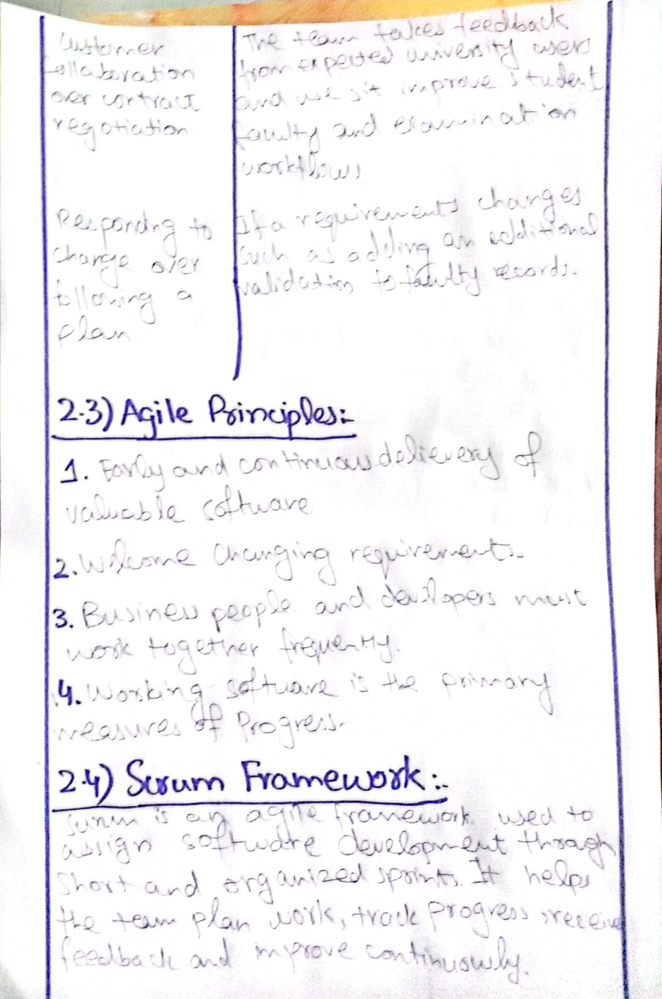 Customer
collaboration
over contract
regotiation
The team takes feedback
from expected university users
and use it improve student
faculty and examination
workflows
Responding to
change over
following a
plan
If a requirements changes
such as adding an additional
validation to faculty records.
2.3) Agile Principles:-
1. Early and continuous delievery of
valuable software
2. Welcome Changing requirements.
3. Business people and developers must
work together frequently.
4. Working software is the primary
measures of Progress.
2.4) Scrum Framework:-
Scrum is an agile framework used to
assign software development through
Short and organized sprints. It helps
the team plan work, track progress, receive
feedback and improve continuously.